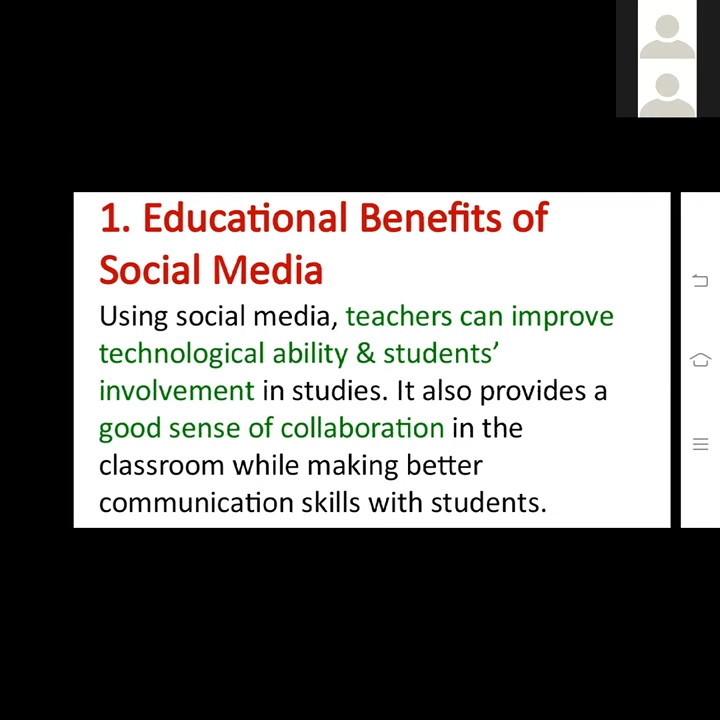 1. Educational Benefits of
Social Media
Using social media, teachers can improve
technological ability & students’
involvement in studies. It also provides a
good sense of collaboration in the
classroom while making better
communication skills with students.